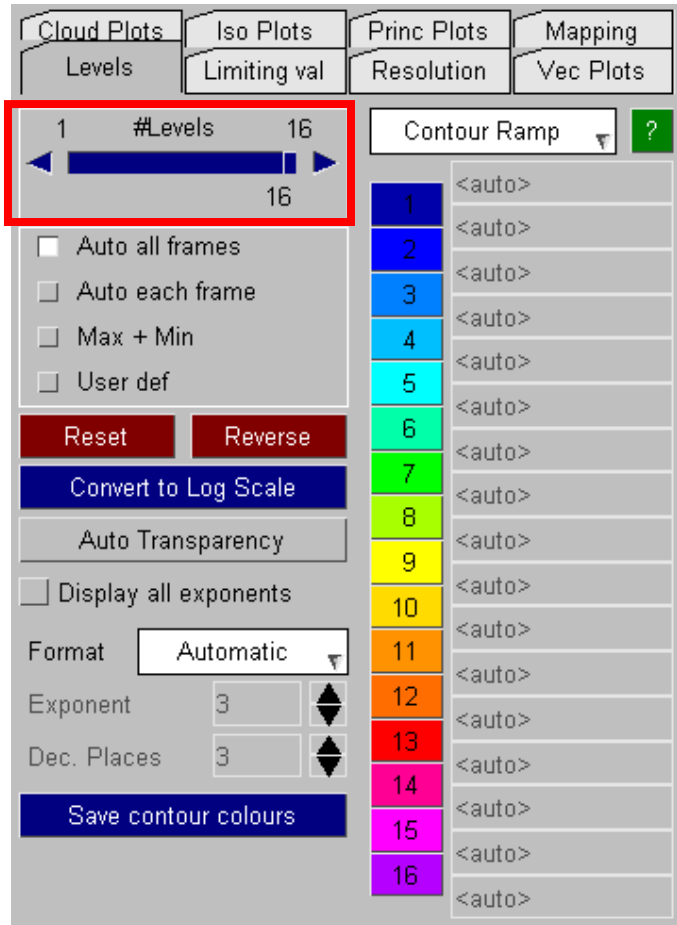 Cloud Plots Iso Plots Princ Plots Mapping
Levels Limiting val Resolution Vec Plots
1 #Levels 16
16
Auto all frames
Auto each frame
Max + Min
User def
Reset Reverse
Convert to Log Scale
Auto Transparency
Display all exponents
Format Automatic
Exponent 3
Dec. Places 3
Save contour colours
Contour Ramp ?
<auto>
1
<auto>
2
<auto>
3
<auto>
4
<auto>
5
<auto>
6
<auto>
7
<auto>
8
<auto>
9
<auto>
10
<auto>
11
<auto>
12
<auto>
13
<auto>
14
<auto>
15
<auto>
16
<auto>